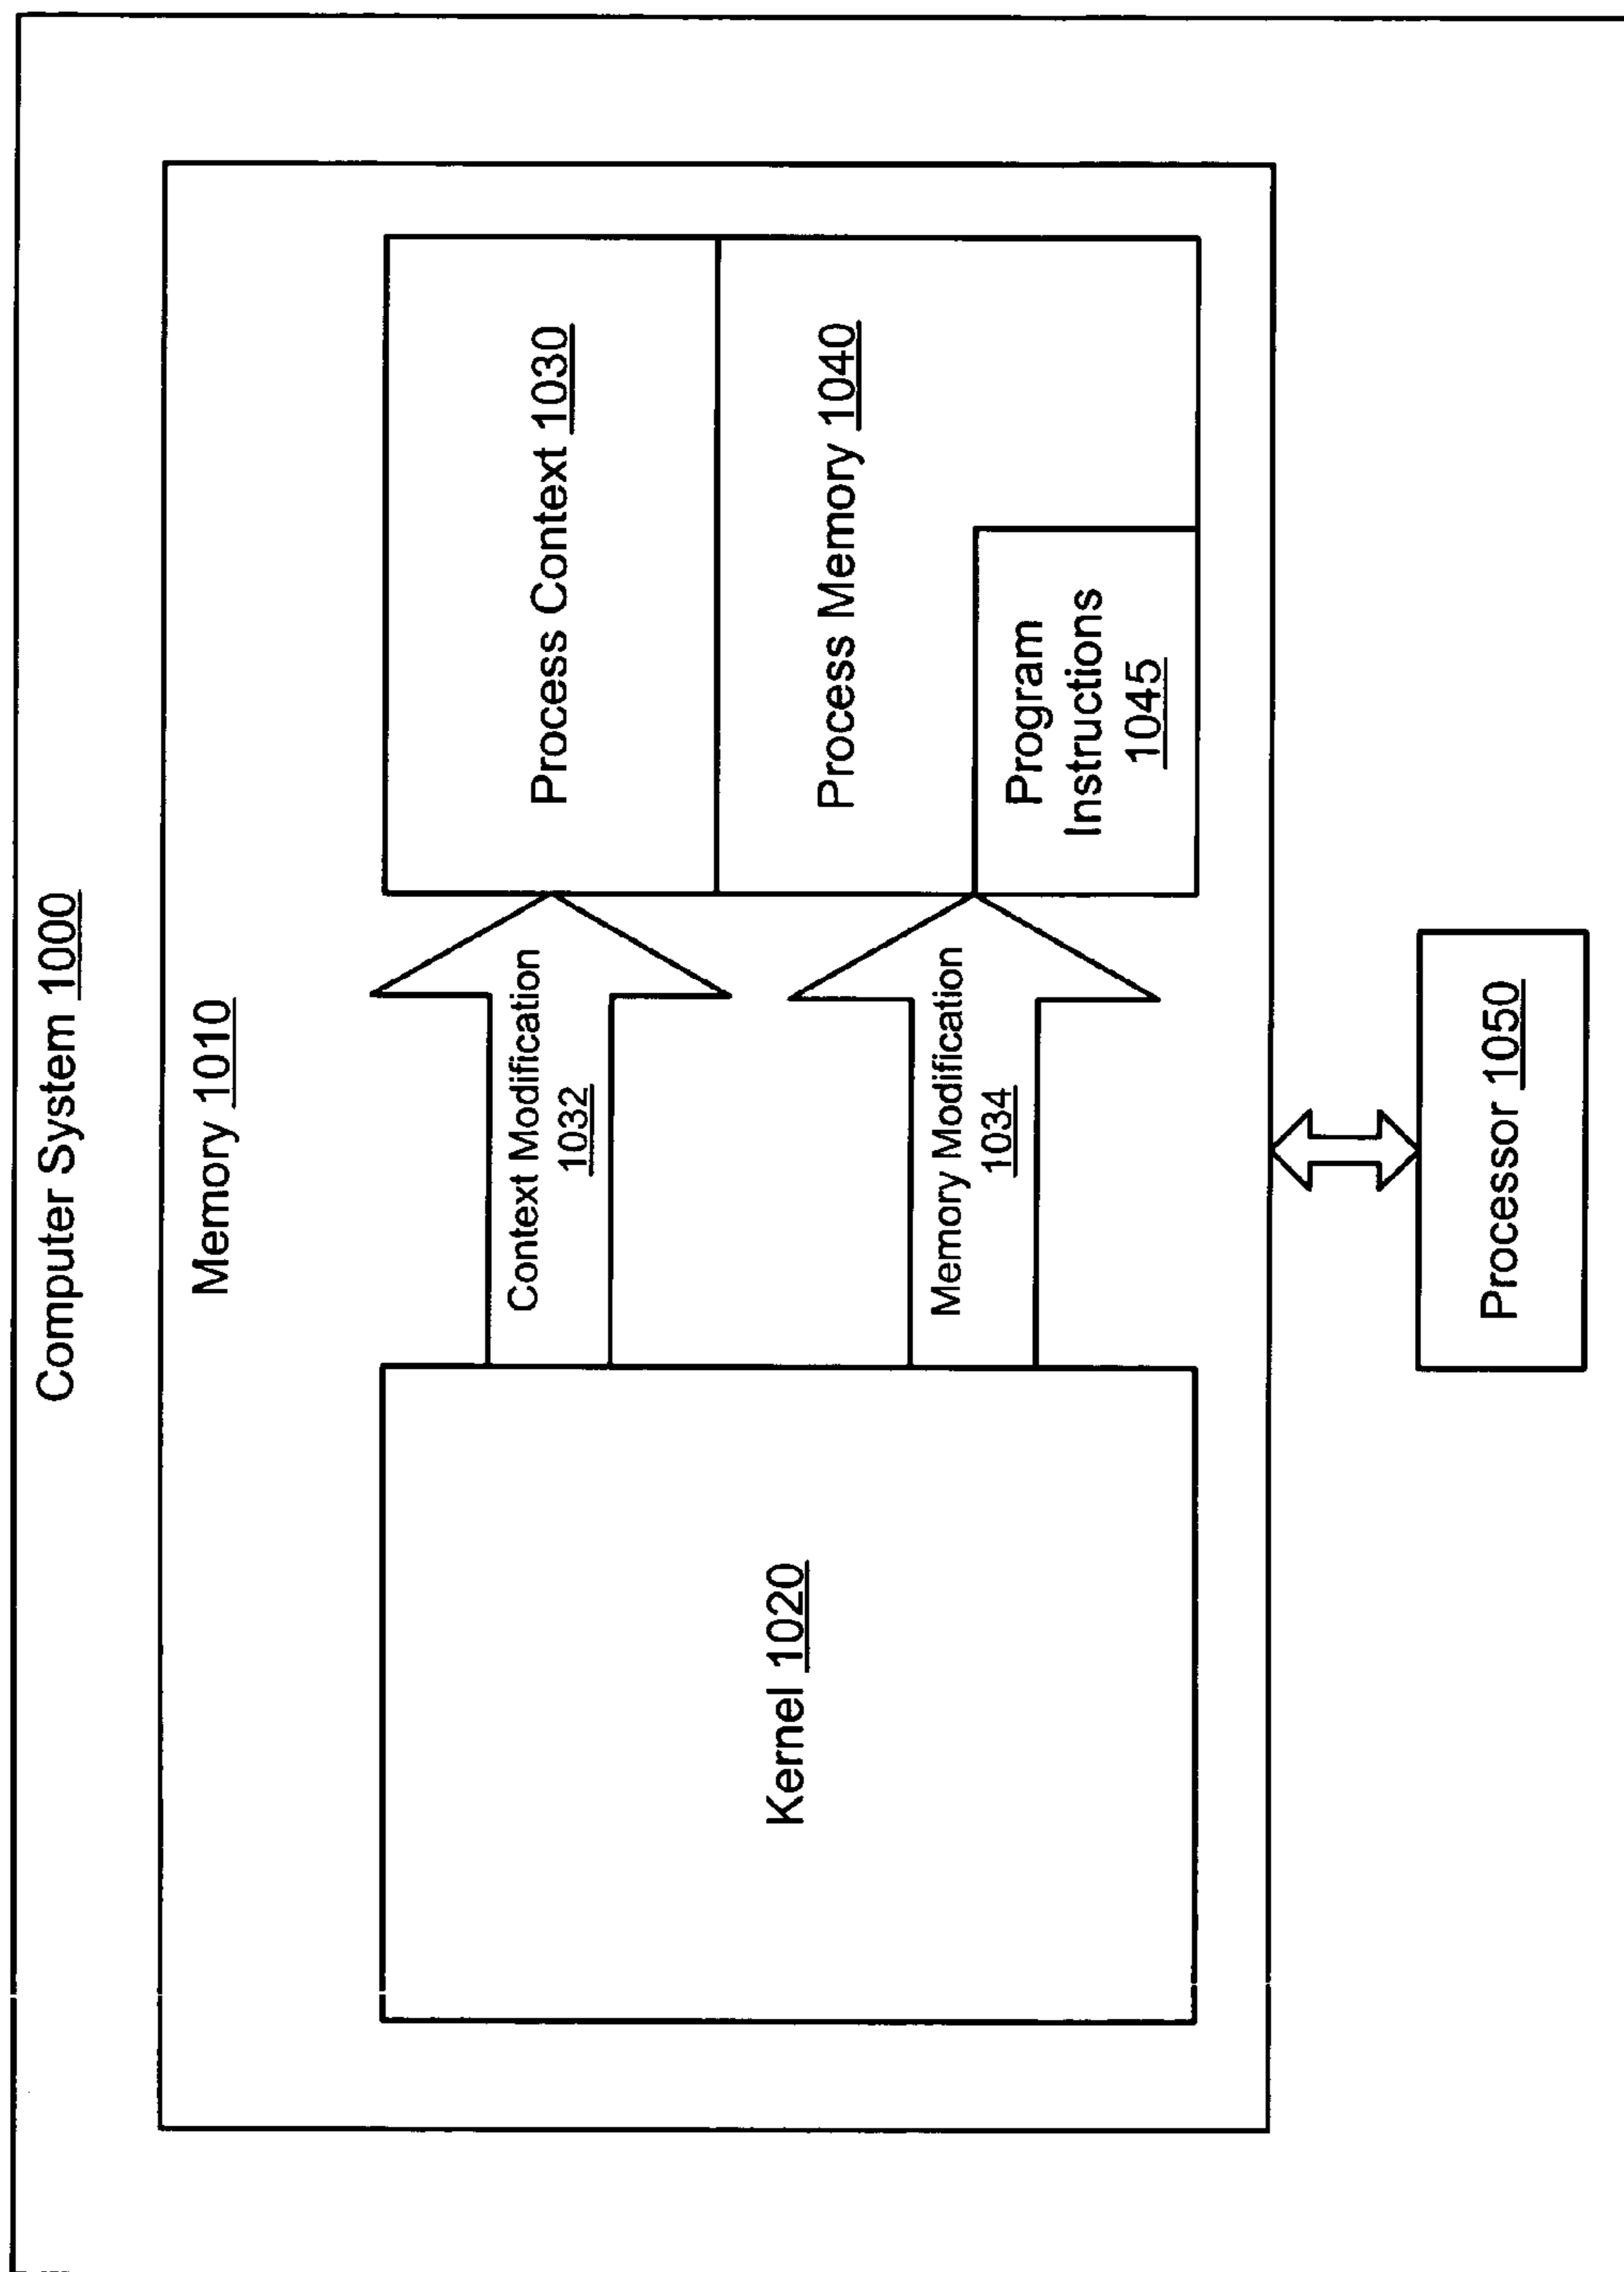 Computer System 1000
Memory 1010
Kernel 1020
Context Modification
1032
Memory Modification
1034
Process Context 1030
Process Memory 1040
Program
Instructions
1045
Processor 1050